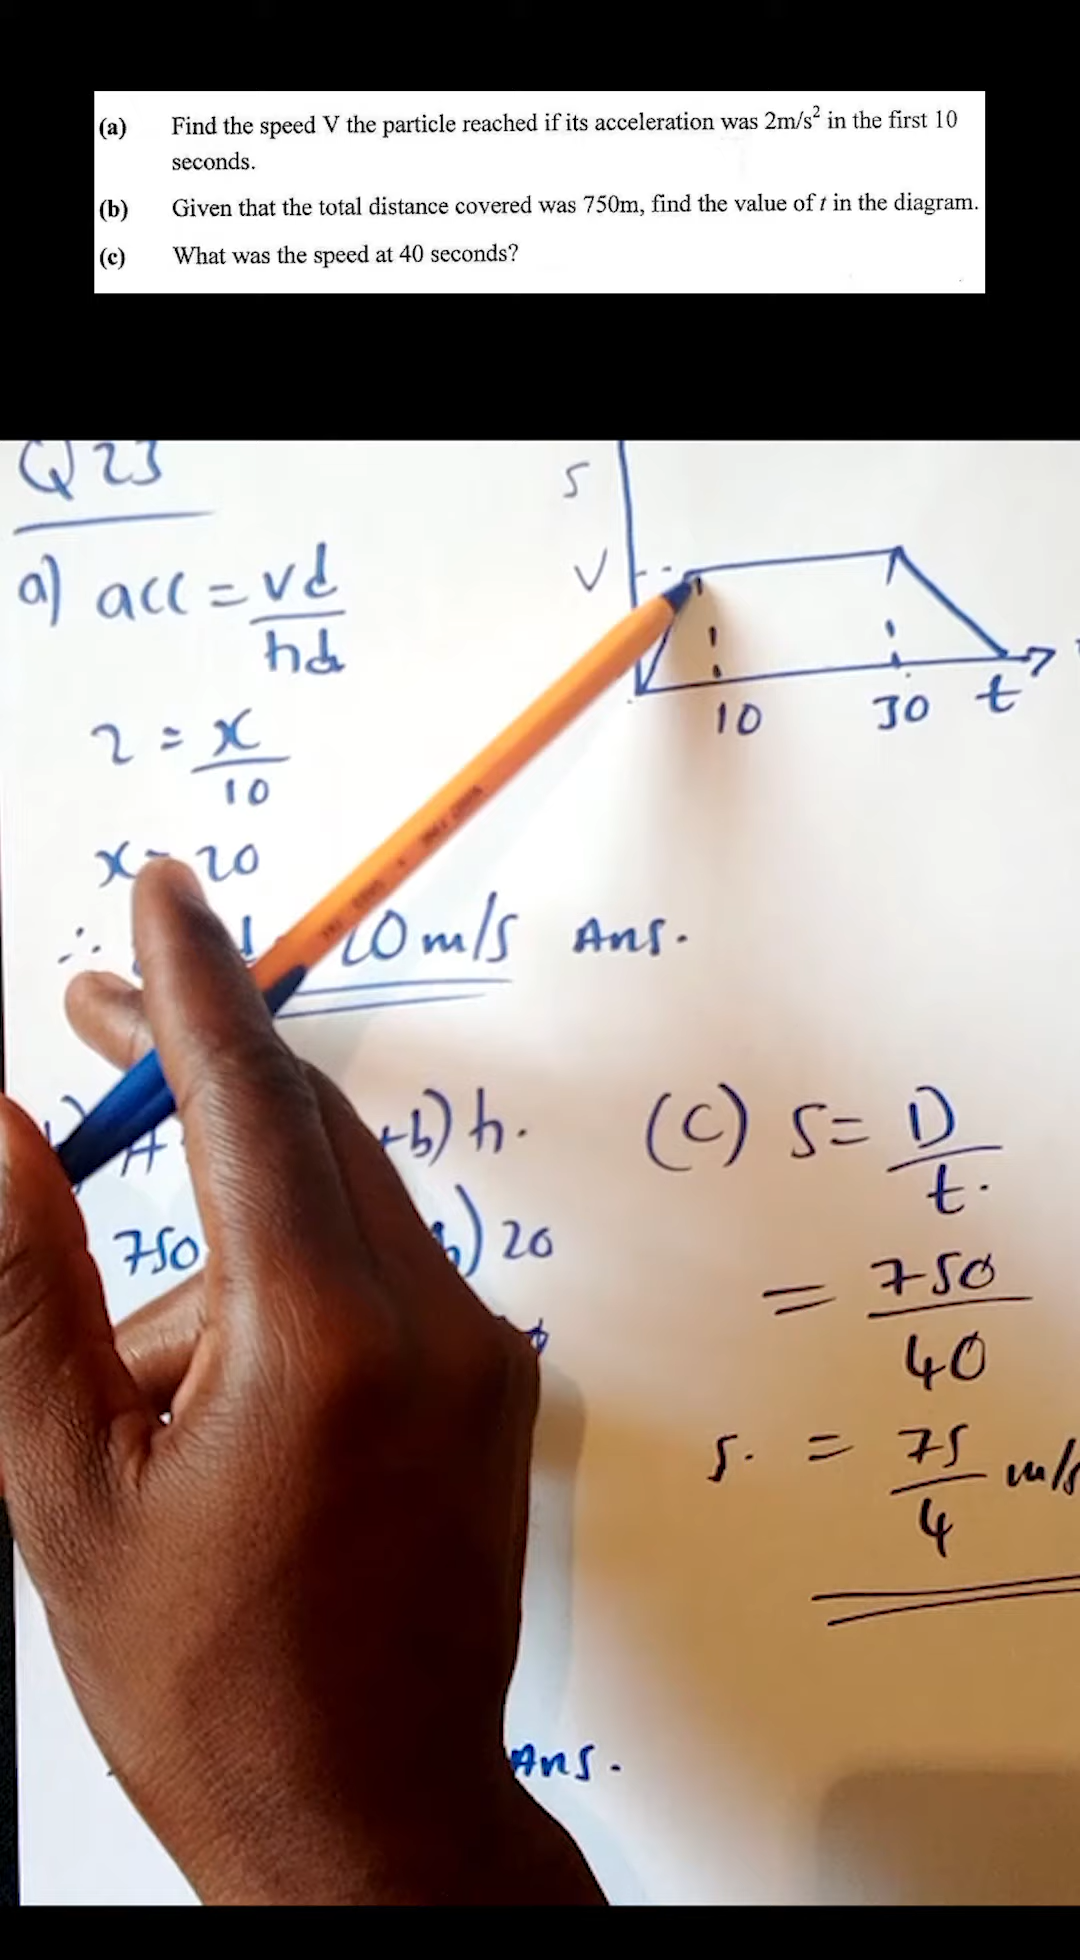 (a) Find the speed V the particle reached if its acceleration was 2m/s² in the first 10
seconds.
(b) Given that the total distance covered was 750m, find the value of t in the diagram.
(c) What was the speed at 40 seconds?
Q23
S
V
10 30 t
a) acc = vd
hd
2 = x
10
x = 20
∴ 20 m/s Ans.
A +b) h.
750 b) 20
Ans.
(C) S = D
t.
= 750
40
S. = 75 m/s
4